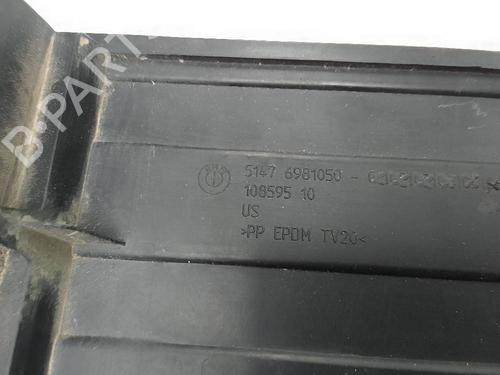 B-PARTS
5147 6981050 -
108595 10
US
>PP EPDM TV20<